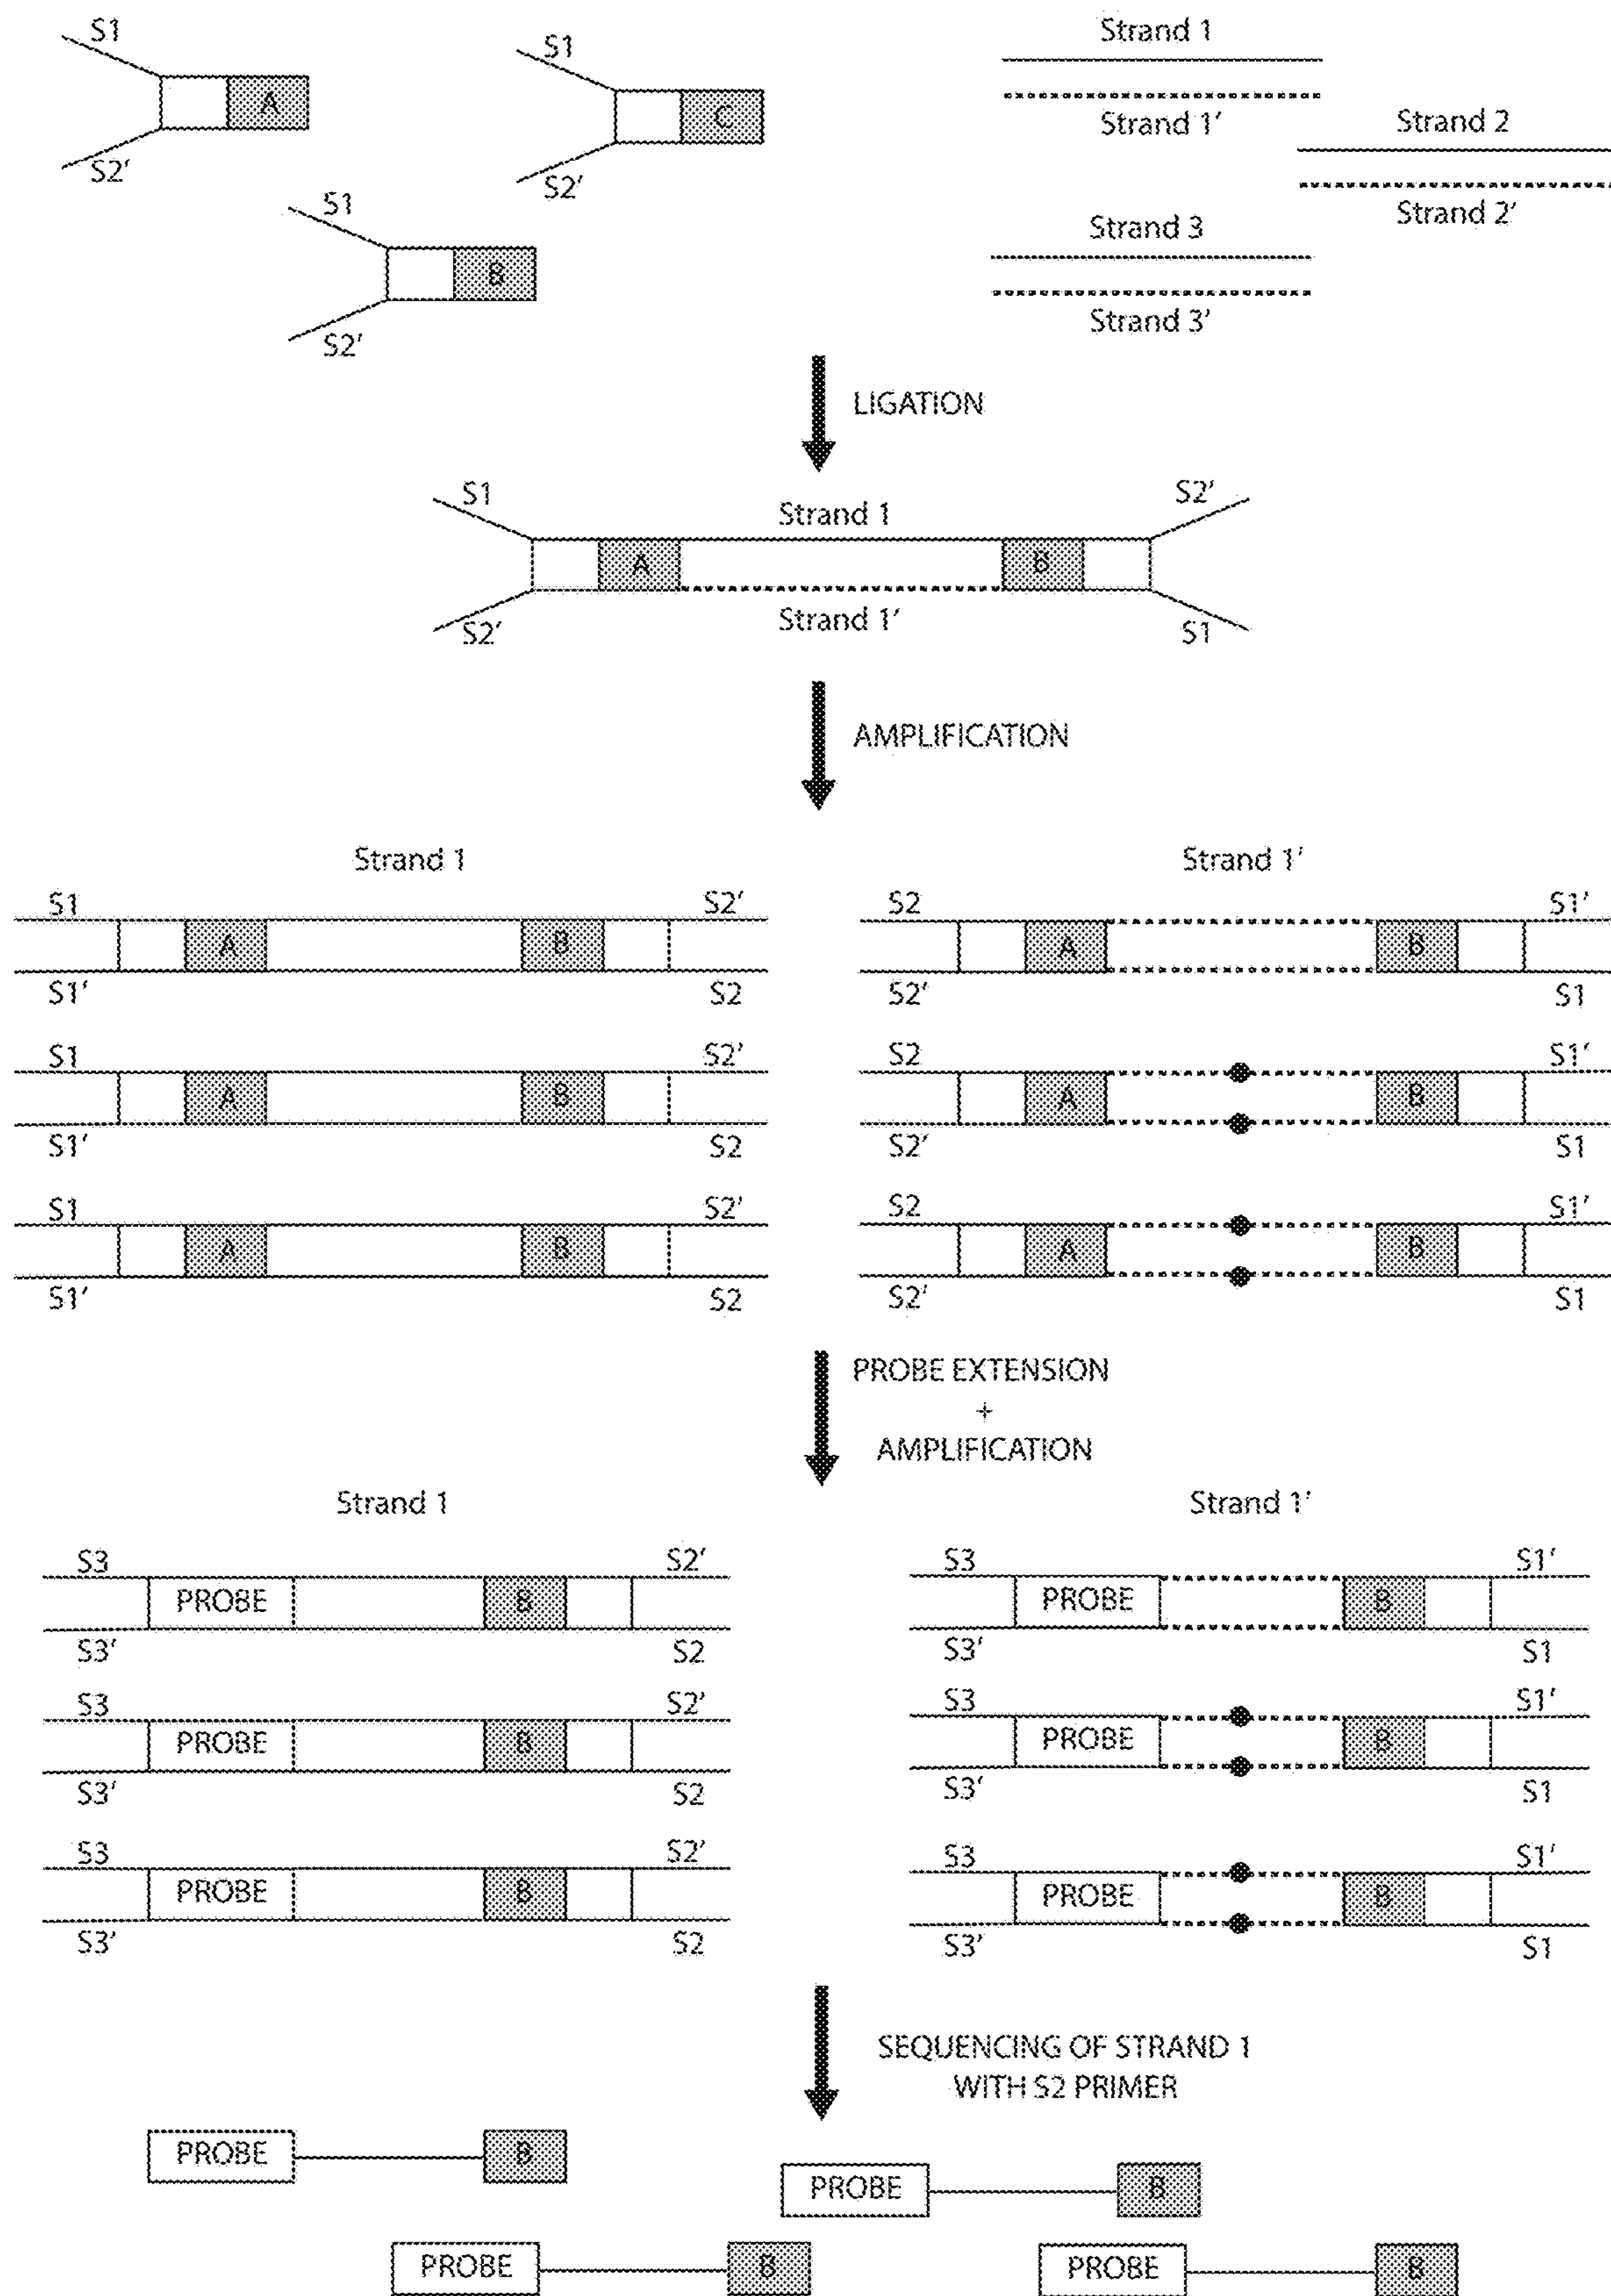 S1
A
S2'
S1
C
S2'
S1
B
S2'
Strand 1
Strand 1'
Strand 2
Strand 2'
Strand 3
Strand 3'
LIGATION
S1
Strand 1
S2'
A
B
S2'
Strand 1'
S1
AMPLIFICATION
Strand 1
Strand 1'
S1
S2'
S2
S1'
A
B
A
B
S1'
S2
S2'
S1
S1
S2'
S2
S1'
A
B
A
B
S1'
S2
S2'
S1
S1
S2'
S2
S1'
A
B
A
B
S1'
S2
S2'
S1
PROBE EXTENSION
+
AMPLIFICATION
Strand 1
Strand 1'
S3
S2'
S3
S1'
PROBE
B
PROBE
B
S3'
S2
S3'
S1
S3
S2'
S3
S1'
PROBE
B
PROBE
B
S3'
S2
S3'
S1
S3
S2'
S3
S1'
PROBE
B
PROBE
B
S3'
S2
S3'
S1
SEQUENCING OF STRAND 1
WITH S2 PRIMER
PROBE
B
PROBE
B
PROBE
B
PROBE
B